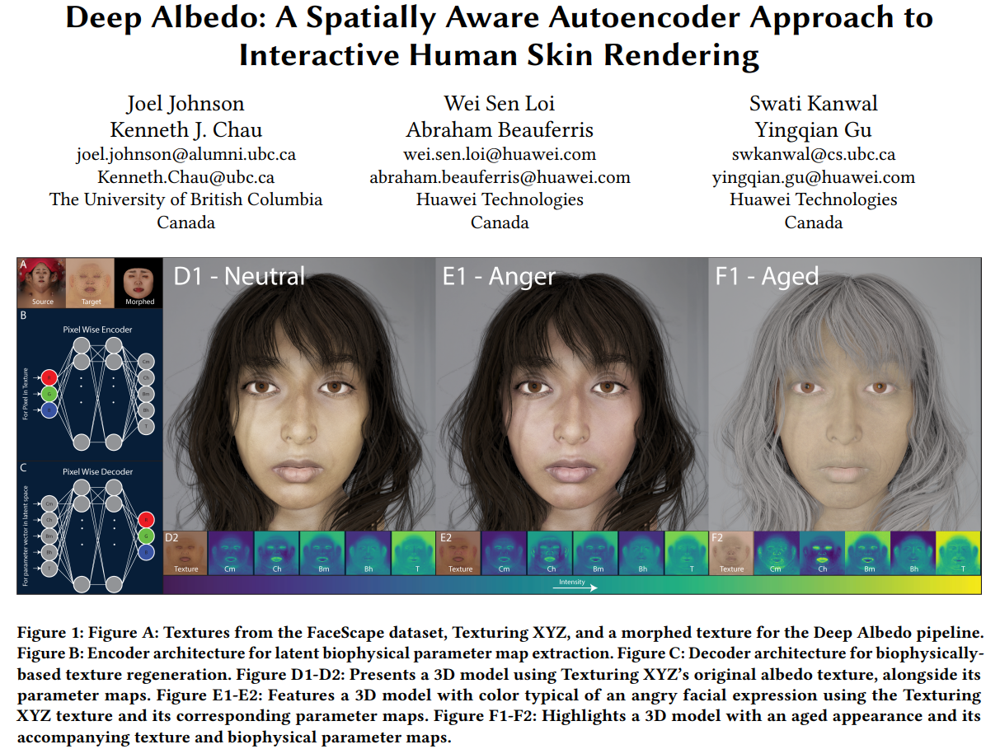 Deep Albedo: A Spatially Aware Autoencoder Approach to
Interactive Human Skin Rendering
Joel Johnson
Kenneth J. Chau
joel.johnson@alumni.ubc.ca
Kenneth.Chau@ubc.ca
The University of British Columbia
Canada
Wei Sen Loi
Abraham Beauferris
wei.sen.loi@huawei.com
abraham.beauferris@huawei.com
Huawei Technologies
Canada
Swati Kanwal
Yingqian Gu
swkanwal@cs.ubc.ca
yingqian.gu@huawei.com
Huawei Technologies
Canada
A
Source
Target
Morphed
B
Pixel Wise Encoder
For Pixel in Texture
R
G
B
Cm
Ch
Bm
Bh
T
C
Pixel Wise Decoder
For parameter vector in latent space
Cm
Ch
Bm
Bh
T
R
G
B
D1 - Neutral
E1 - Anger
F1 - Aged
D2
Texture
Cm
Ch
Bm
Bh
T
E2
Texture
Cm
Ch
Bm
Bh
T
F2
Texture
Cm
Ch
Bm
Bh
T
Intensity
Figure 1: Figure A: Textures from the FaceScape dataset, Texturing XYZ, and a morphed texture for the Deep Albedo pipeline.
Figure B: Encoder architecture for latent biophysical parameter map extraction. Figure C: Decoder architecture for biophysically-
based texture regeneration. Figure D1-D2: Presents a 3D model using Texturing XYZ's original albedo texture, alongside its
parameter maps. Figure E1-E2: Features a 3D model with color typical of an angry facial expression using the Texturing
XYZ texture and its corresponding parameter maps. Figure F1-F2: Highlights a 3D model with an aged appearance and its
accompanying texture and biophysical parameter maps.